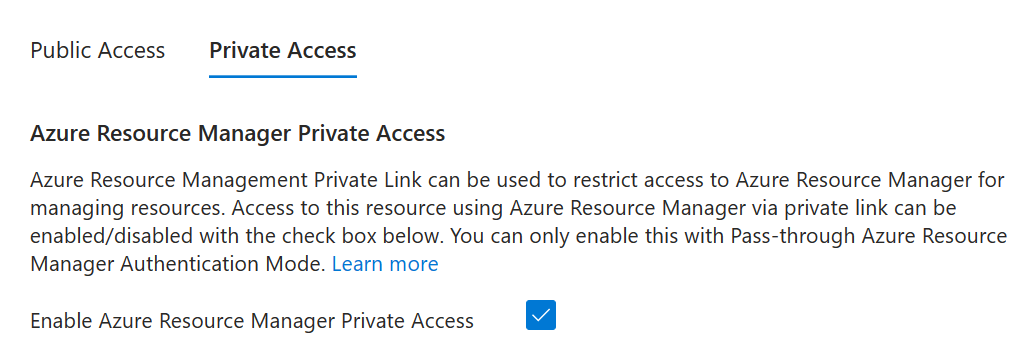 Public Access Private Access
Azure Resource Manager Private Access
Azure Resource Management Private Link can be used to restrict access to Azure Resource Manager for
managing resources. Access to this resource using Azure Resource Manager via private link can be
enabled/disabled with the check box below. You can only enable this with Pass-through Azure Resource
Manager Authentication Mode. Learn more
Enable Azure Resource Manager Private Access